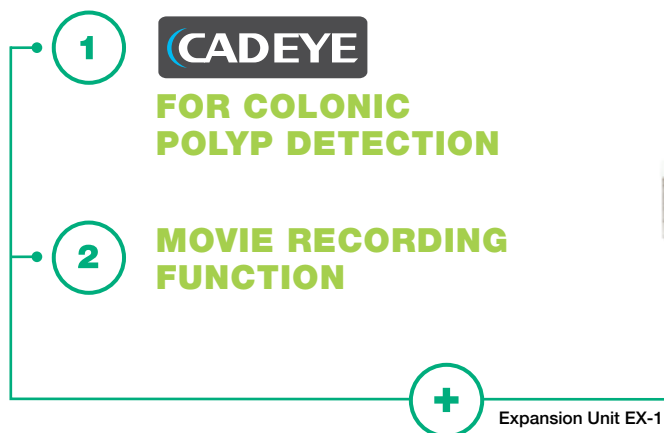 1
CADEYE
FOR COLONIC
POLYP DETECTION
2
MOVIE RECORDING
FUNCTION
+
Expansion Unit EX-1